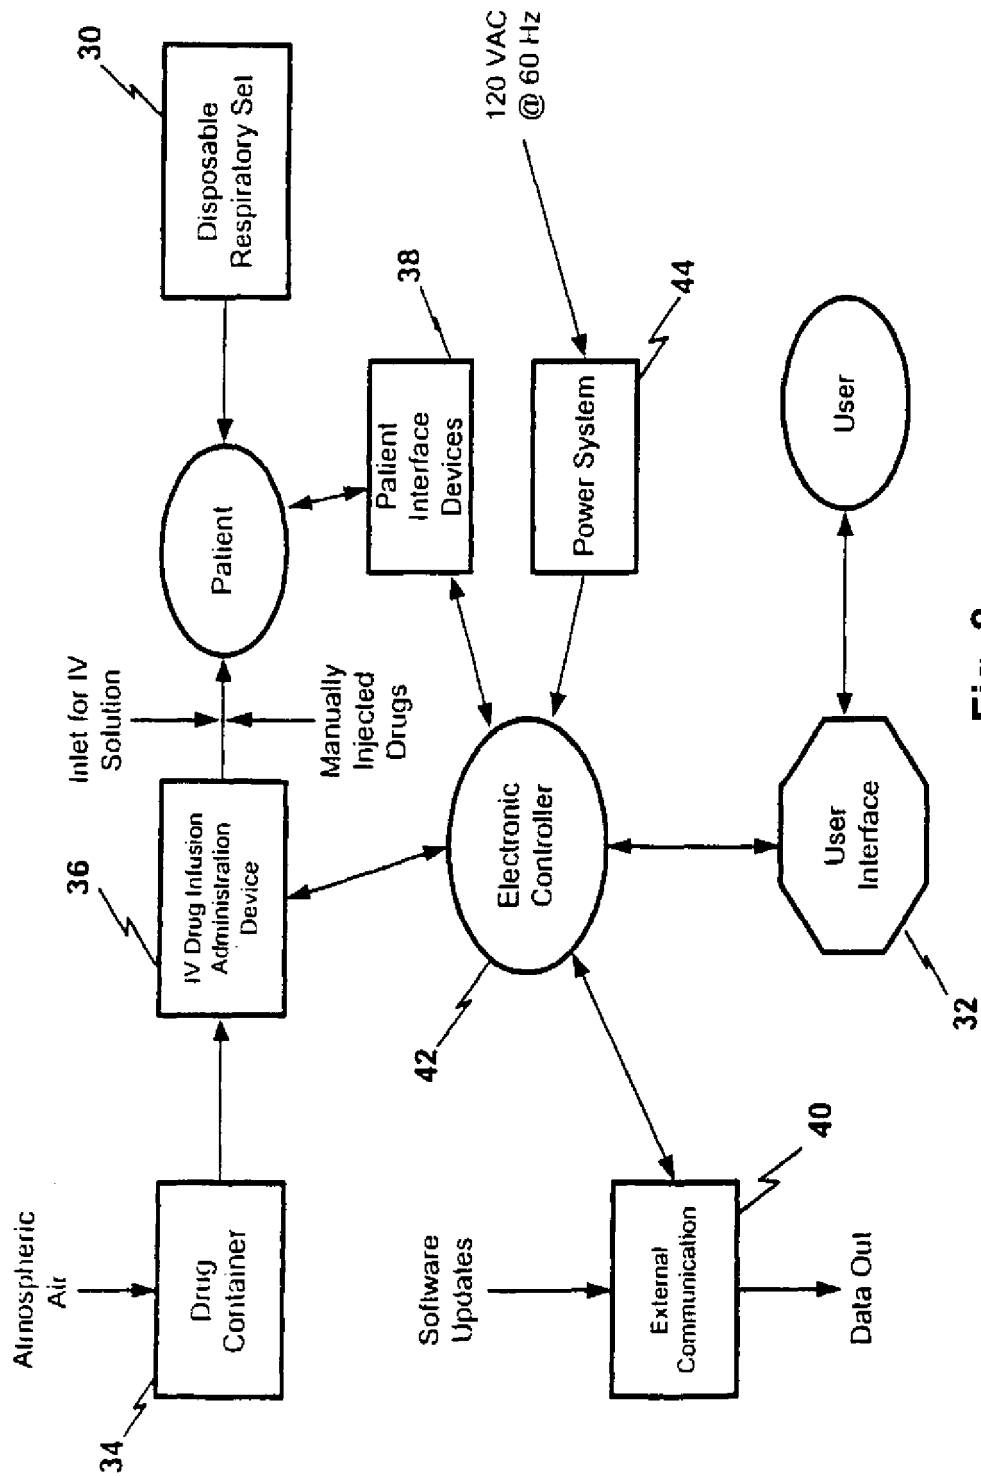 Atmospheric
Air
34
Drug
Container
36
IV Drug Infusion
Administration
Device
Inlet for IV
Solution
Manually
Injected
Drugs
Patient
30
Disposable
Respiratory Set
38
Patient
Interface
Devices
120 VAC
@ 60 Hz
44
Power System
42
Electronic
Controller
Software
Updates
40
External
Communication
Data Out
32
User
Interface
User